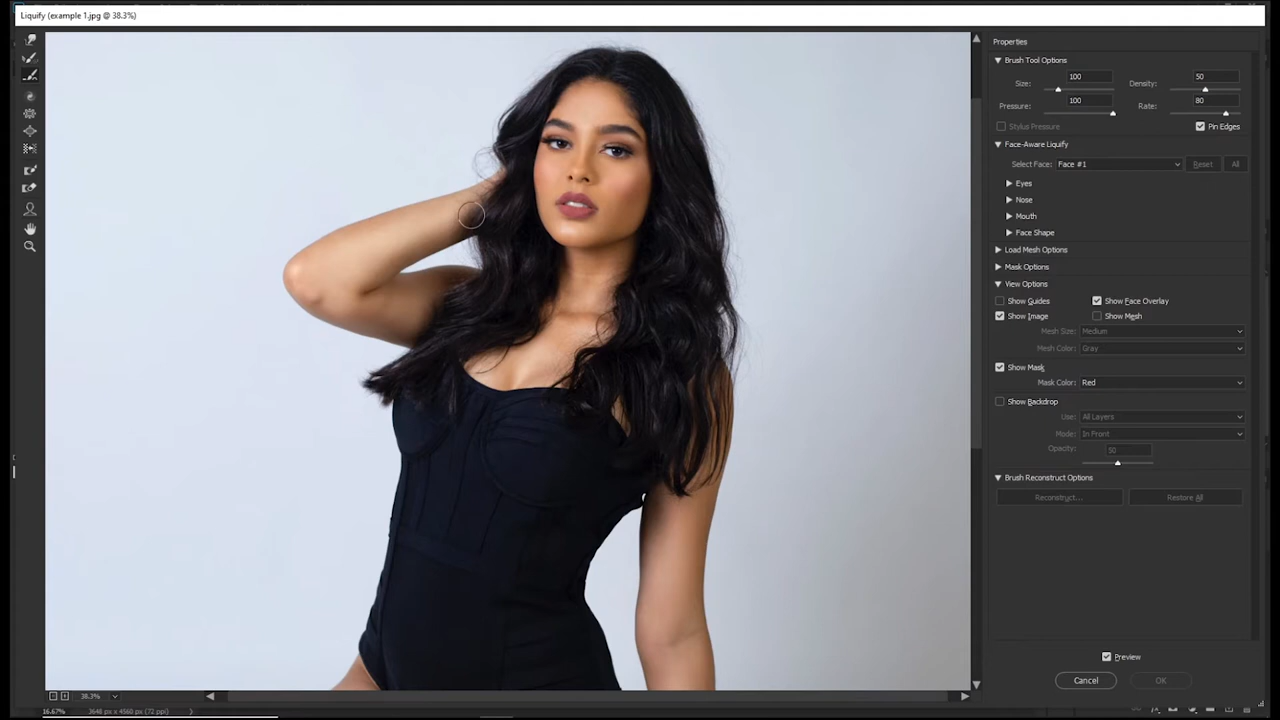 Liquify (example 1.jpg @ 38.3%)
Properties
Brush Tool Options
Size: 100 Density: 50
Pressure: 100 Rate: 80
Stylus Pressure Pin Edges
Face-Aware Liquify
Select Face: Face #1 Reset All
Eyes
Nose
Mouth
Face Shape
Load Mesh Options
Mask Options
View Options
Show Guides Show Face Overlay
Show Image Show Mesh
Mesh Size: Medium
Mesh Color: Gray
Show Mask
Mask Color: Red
Show Backdrop
Use: All Layers
Mode: In Front
Opacity: 50
Brush Reconstruct Options
Reconstruct... Restore All
Preview
Cancel OK
38.3%
16.67% 3648 px x 4560 px (72 ppi)